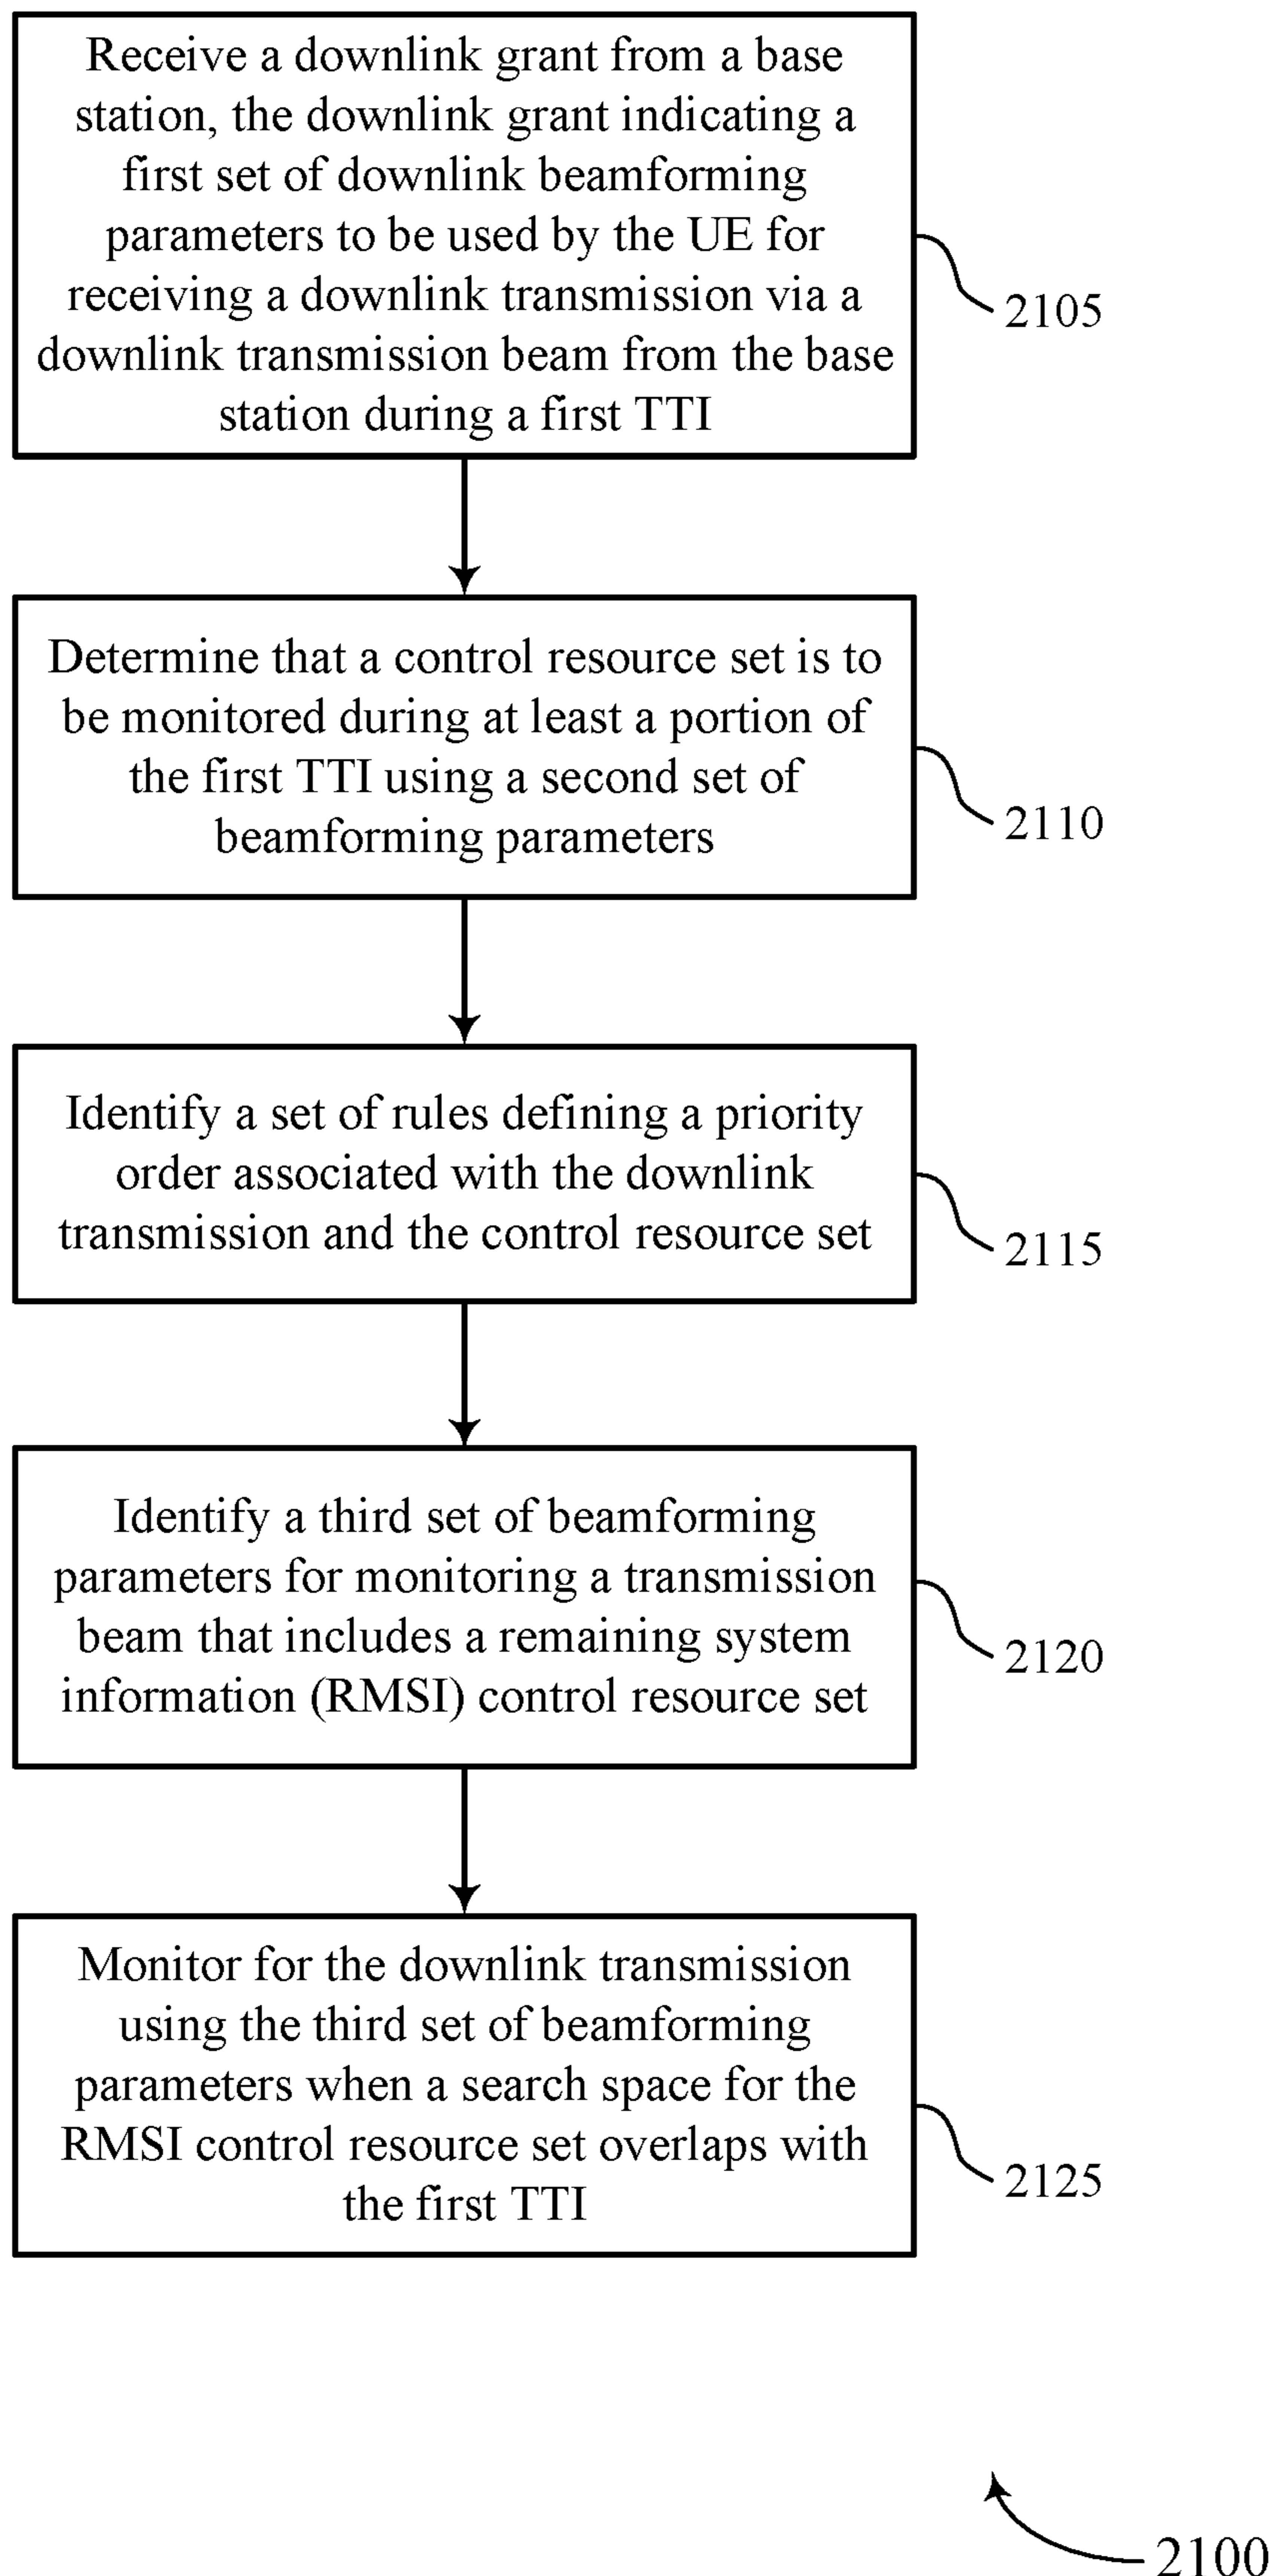 Receive a downlink grant from a base
station, the downlink grant indicating a
first set of downlink beamforming
parameters to be used by the UE for
receiving a downlink transmission via a
downlink transmission beam from the base
station during a first TTI
2105
Determine that a control resource set is to
be monitored during at least a portion of
the first TTI using a second set of
beamforming parameters
2110
Identify a set of rules defining a priority
order associated with the downlink
transmission and the control resource set
2115
Identify a third set of beamforming
parameters for monitoring a transmission
beam that includes a remaining system
information (RMSI) control resource set
2120
Monitor for the downlink transmission
using the third set of beamforming
parameters when a search space for the
RMSI control resource set overlaps with
the first TTI
2125
2100